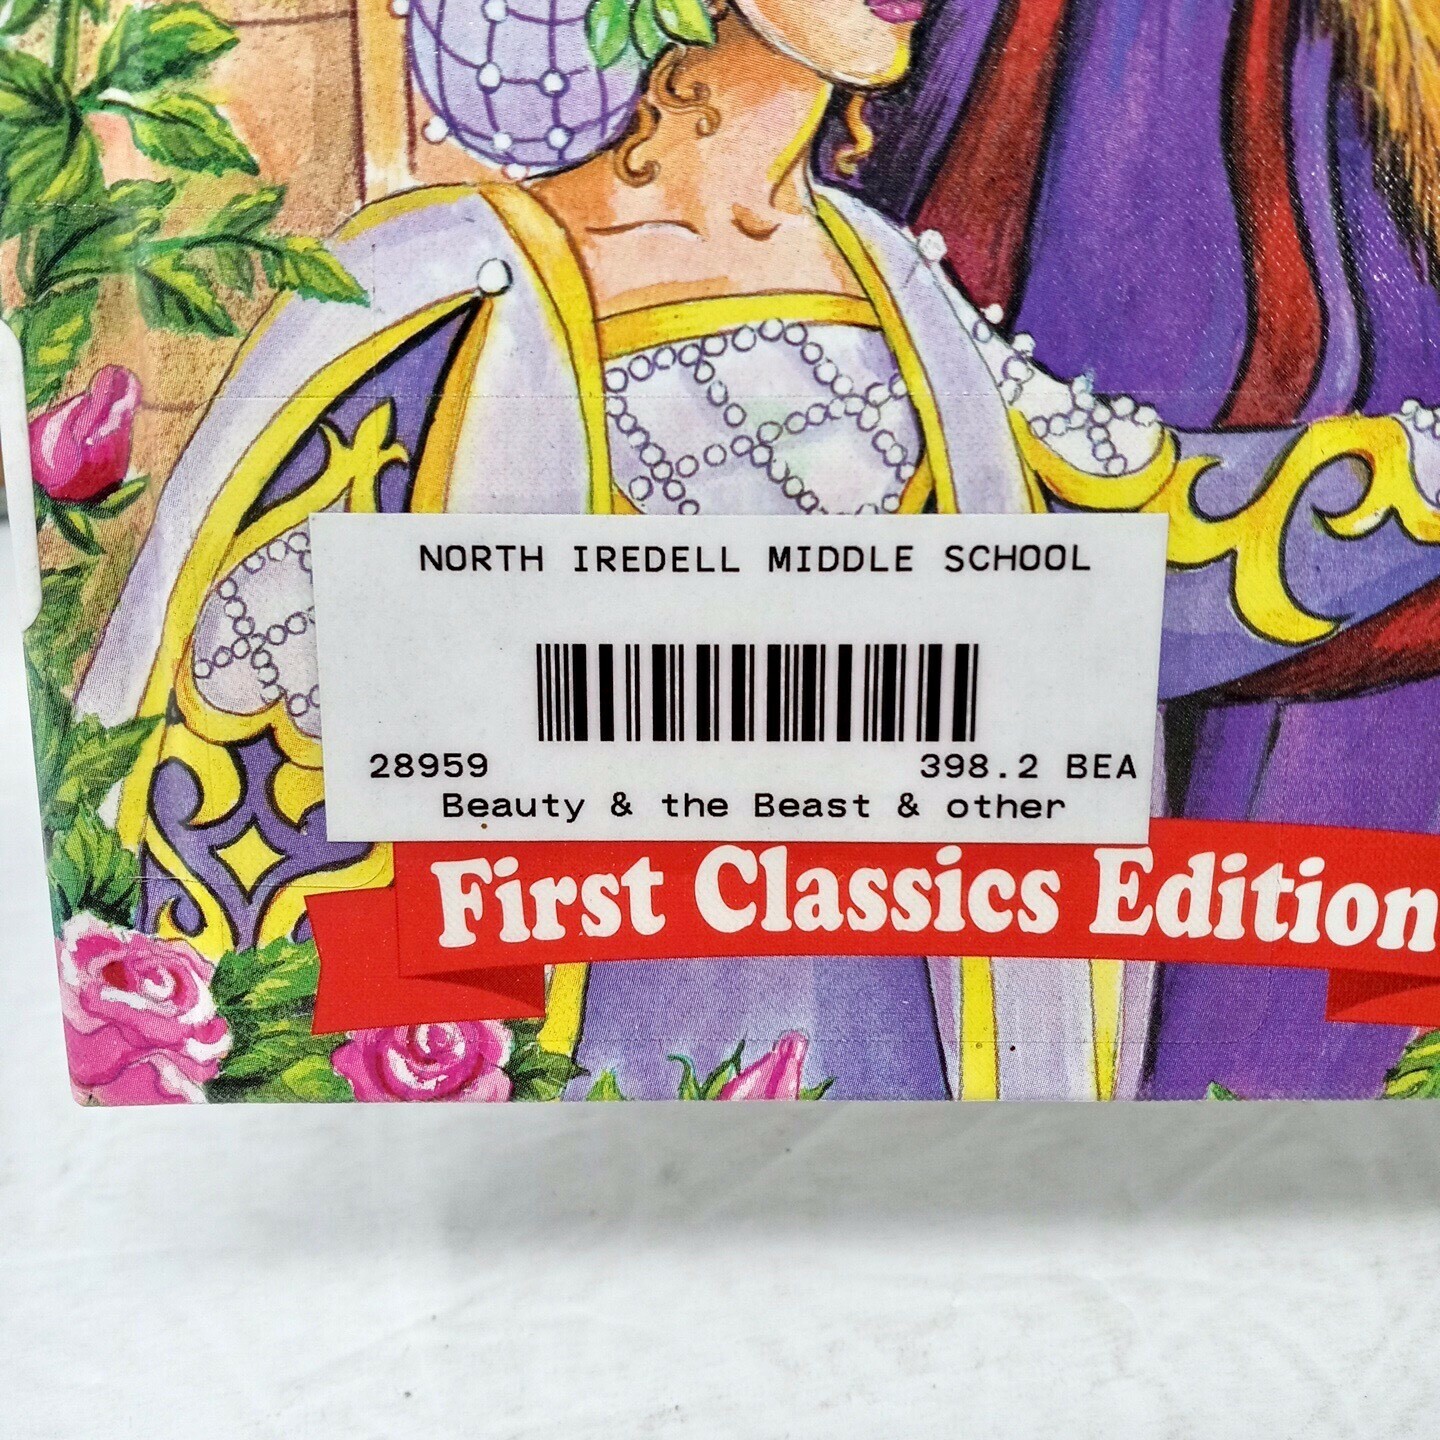 NORTH IREDELL MIDDLE SCHOOL
28959 398.2 BEA
Beauty & the Beast & other
First Classics Edition